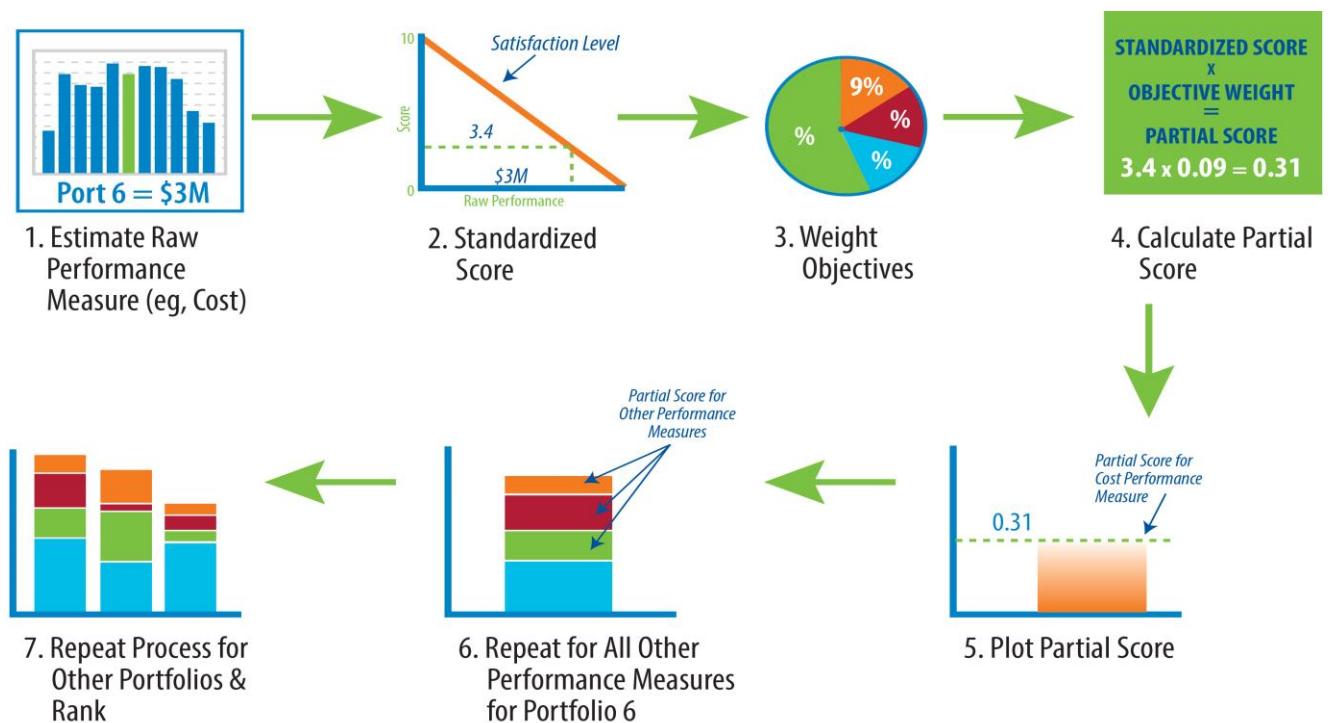 Port 6 = $3M
1. Estimate Raw
Performance
Measure (eg, Cost)
10
Score
0
Satisfaction Level
3.4
$3M
Raw Performance
2. Standardized
Score
9%
%
%
%
3. Weight
Objectives
STANDARDIZED SCORE
x
OBJECTIVE WEIGHT
=
PARTIAL SCORE
3.4 x 0.09 = 0.31
4. Calculate Partial
Score
Partial Score for
Cost Performance
Measure
0.31
5. Plot Partial Score
Partial Score for
Other Performance
Measures
6. Repeat for All Other
Performance Measures
for Portfolio 6
7. Repeat Process for
Other Portfolios &
Rank